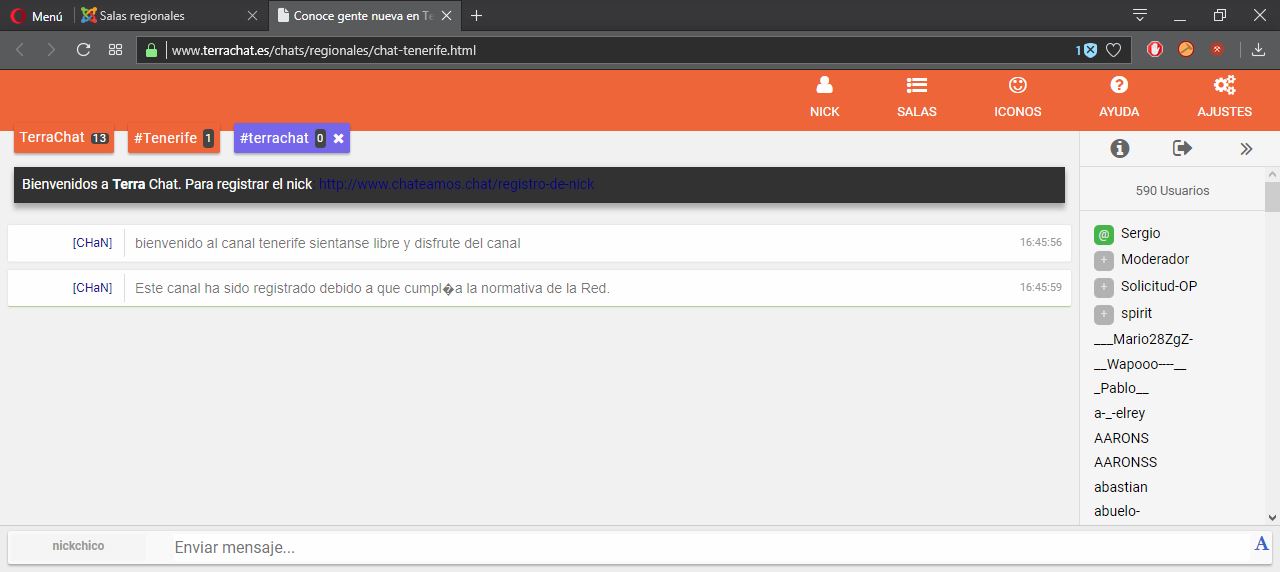 Menú
Salas regionales
Conoce gente nueva en Te
www.terrachat.es/chats/regionales/chat-tenerife.html
1
NICK
SALAS
ICONOS
AYUDA
AJUSTES
TerraChat 13
#Tenerife 1
#terrachat 0
Bienvenidos a Terra Chat. Para registrar el nick http://www.chateamos.chat/registro-de-nick
590 Usuarios
[CHaN] bienvenido al canal tenerife sientanse libre y disfrute del canal 16:45:56
[CHaN] Este canal ha sido registrado debido a que cumpl�a la normativa de la Red. 16:45:59
@ Sergio
+ Moderador
+ Solicitud-OP
+ spirit
___Mario28ZgZ-
__Wapooo----__
_Pablo__
a-_-elrey
AARONS
AARONSS
abastian
abuelo-
nickchico
Enviar mensaje...
A